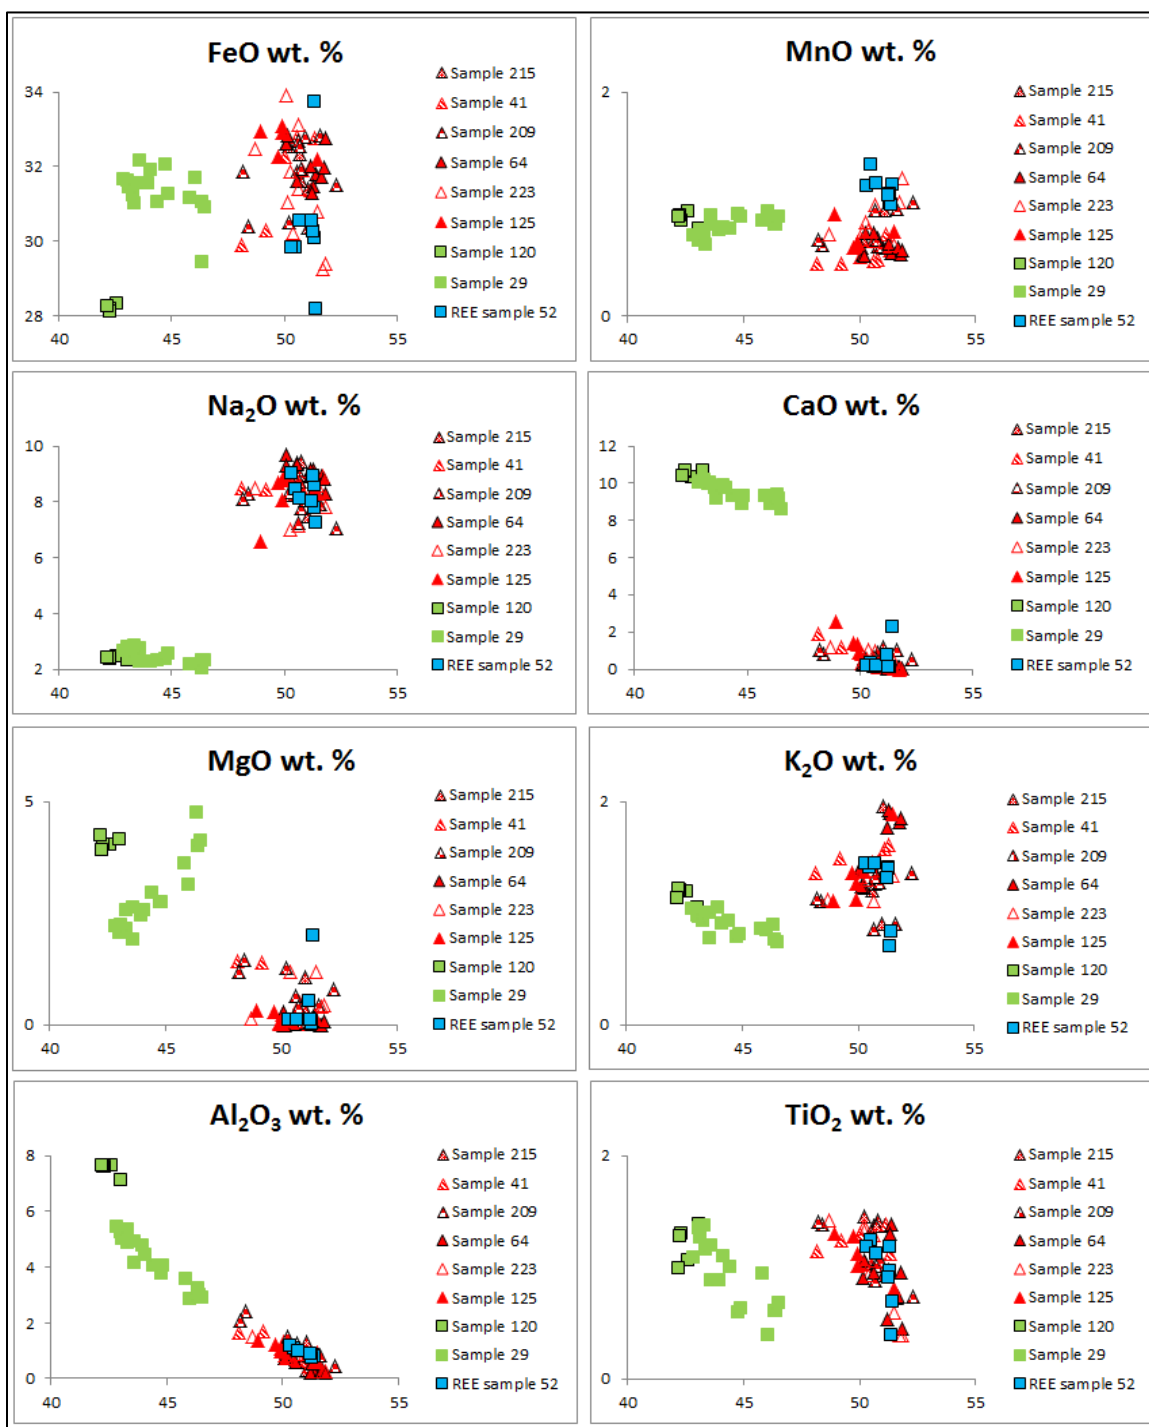 FeO wt. %
34
32
30
28
40 45 50 55
Sample 215
Sample 41
Sample 209
Sample 64
Sample 223
Sample 125
Sample 120
Sample 29
REE sample 52
MnO wt. %
2
0
40 45 50 55
Sample 215
Sample 41
Sample 209
Sample 64
Sample 223
Sample 125
Sample 120
Sample 29
REE sample 52
Na₂O wt. %
10
8
6
4
2
40 45 50 55
Sample 215
Sample 41
Sample 209
Sample 64
Sample 223
Sample 125
Sample 120
Sample 29
REE sample 52
CaO wt. %
12
10
8
6
4
2
0
40 45 50 55
Sample 215
Sample 41
Sample 209
Sample 64
Sample 223
Sample 125
Sample 120
Sample 29
REE sample 52
MgO wt. %
5
0
40 45 50 55
Sample 215
Sample 41
Sample 209
Sample 64
Sample 223
Sample 125
Sample 120
Sample 29
REE sample 52
K₂O wt. %
2
0
40 45 50 55
Sample 215
Sample 41
Sample 209
Sample 64
Sample 223
Sample 125
Sample 120
Sample 29
REE sample 52
Al₂O₃ wt. %
8
6
4
2
0
40 45 50 55
Sample 215
Sample 41
Sample 209
Sample 64
Sample 223
Sample 125
Sample 120
Sample 29
REE sample 52
TiO₂ wt. %
2
0
40 45 50 55
Sample 215
Sample 41
Sample 209
Sample 64
Sample 223
Sample 125
Sample 120
Sample 29
REE sample 52